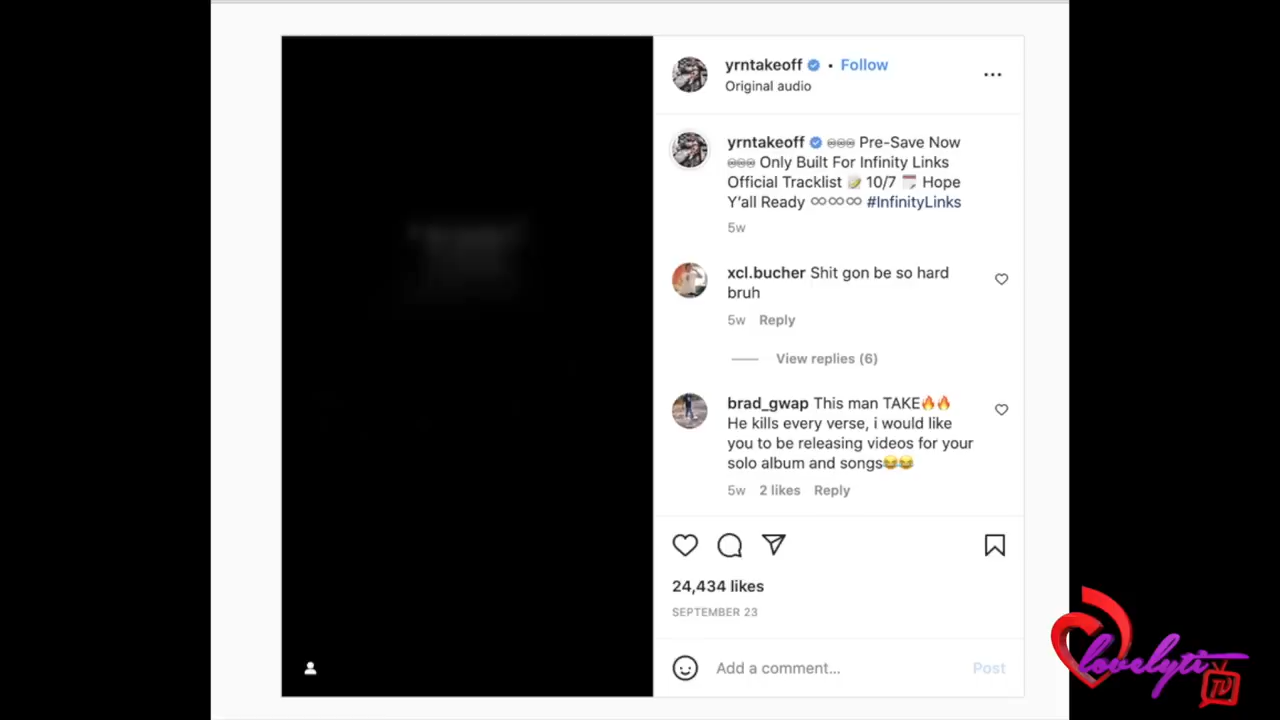 yrntakeoff • Follow
Original audio
yrntakeoff ♾♾♾ Pre-Save Now
♾♾♾ Only Built For Infinity Links
Official Tracklist 📝 10/7 🗓 Hope
Y'all Ready ♾♾♾ #InfinityLinks
5w
xcl.bucher Shit gon be so hard
bruh
5w Reply
View replies (6)
brad_gwap This man TAKE🔥🔥
He kills every verse, i would like
you to be releasing videos for your
solo album and songs😂😂
5w 2 likes Reply
24,434 likes
SEPTEMBER 23
Add a comment... Post
lovelyti
TV